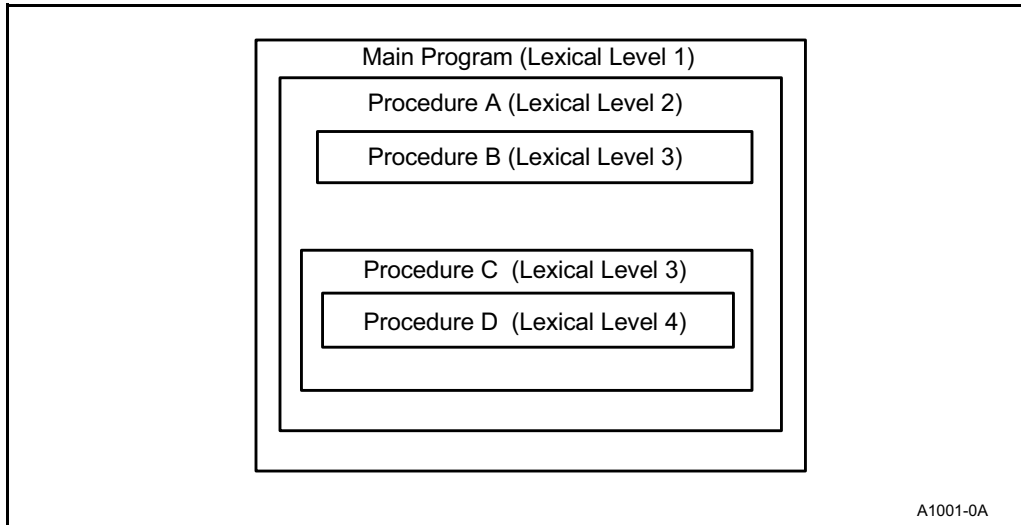 Main Program (Lexical Level 1)
Procedure A (Lexical Level 2)
Procedure B (Lexical Level 3)
Procedure C (Lexical Level 3)
Procedure D (Lexical Level 4)
A1001-0A